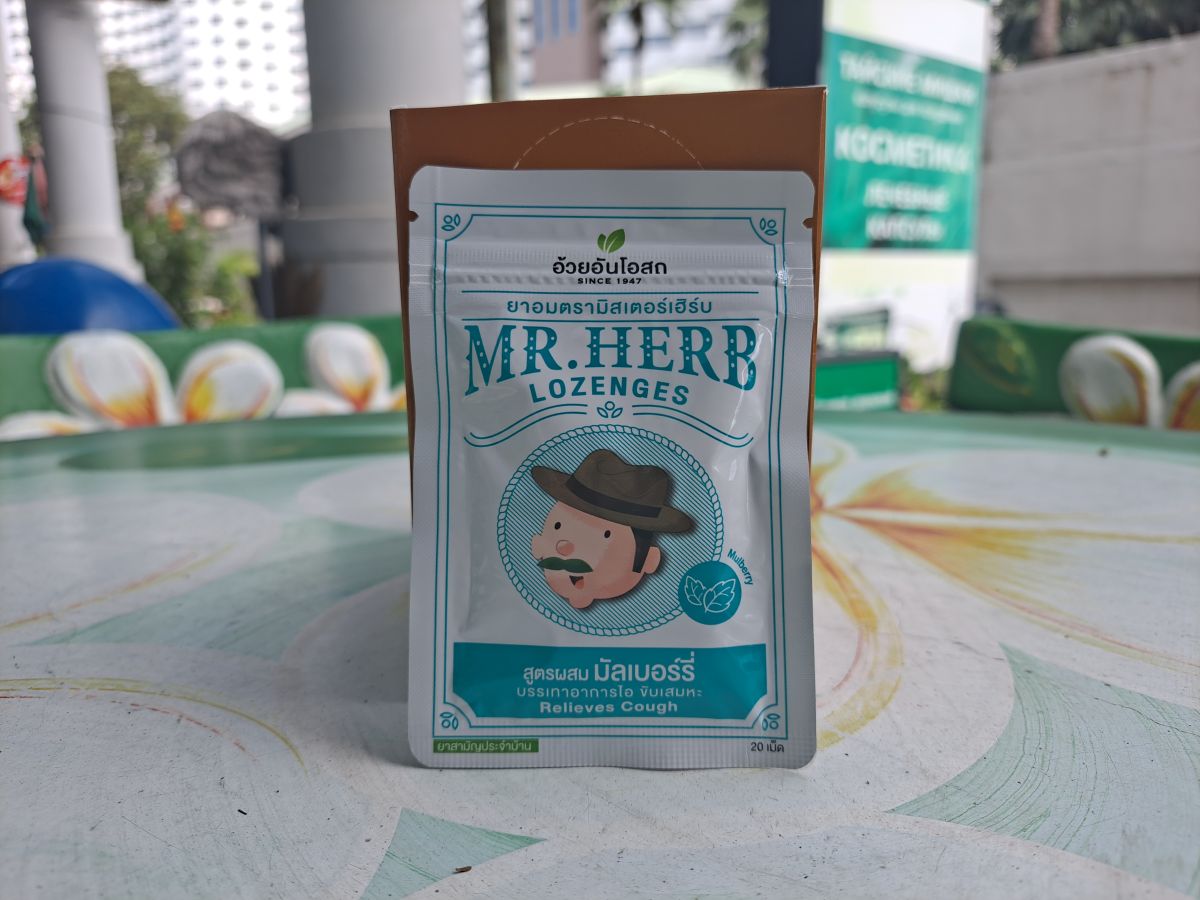 อ้วยอันโอสถ
SINCE 1947
ยาอมตรามิสเตอร์เฮิร์บ
MR.HERB
LOZENGES
Mulberry
สูตรผสม มัลเบอร์รี่
บรรเทาอาการไอ ขับเสมหะ
Relieves Cough
ยาสามัญประจำบ้าน
20 เม็ด
КОСМЕТИКА